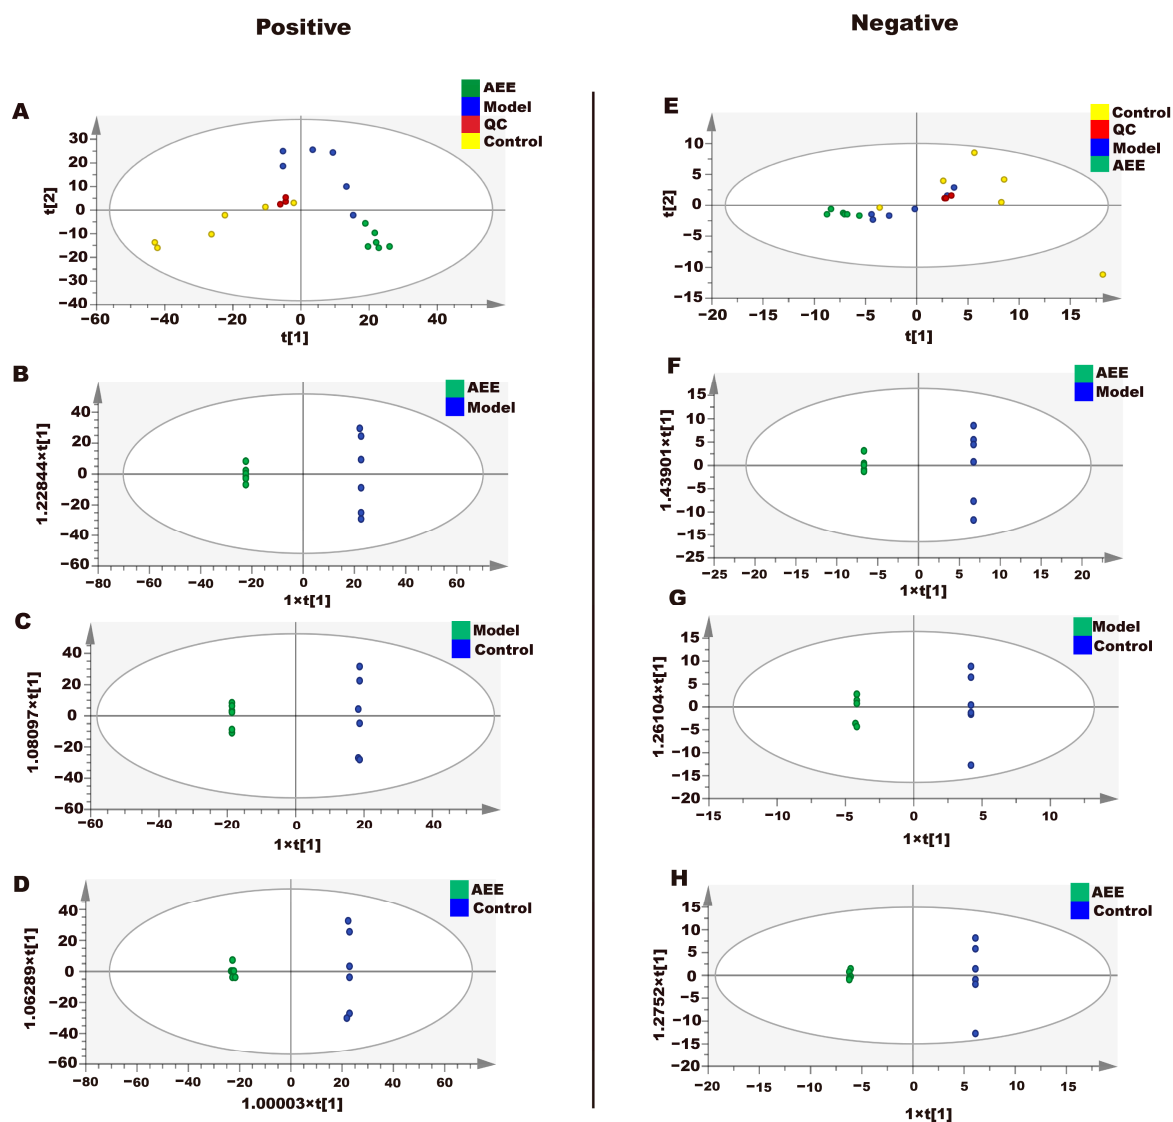 Positive
Negative
A
AEE
Model
QC
Control
t[2]
30
20
10
0
−10
−20
−30
−40
−60
−40
−20
0
20
40
t[1]
E
Control
QC
Model
AEE
t[2]
10
5
0
−5
−10
−15
−20
−15
−10
−5
0
5
10
15
t[1]
B
AEE
Model
1.22844×t[1]
40
20
0
−20
−40
−60
−80
−60
−40
−20
0
20
40
60
1×t[1]
F
AEE
Model
1.43901×t[1]
15
10
5
0
−5
−10
−15
−25
−25
−20
−15
−10
−5
0
5
10
15
20
1×t[1]
C
Model
Control
1.08097×t[1]
40
20
0
−20
−40
−60
−60
−40
−20
0
20
40
1×t[1]
G
Model
Control
1.26104×t[1]
15
10
5
0
−5
−10
−15
−20
−15
−10
−5
0
5
10
1×t[1]
D
AEE
Control
1.06289×t[1]
40
20
0
−20
−40
−60
−80
−60
−40
−20
0
20
40
60
1.00003×t[1]
H
AEE
Control
1.2752×t[1]
15
10
5
0
−5
−10
−15
−20
−20
−15
−10
−5
0
5
10
15
1×t[1]